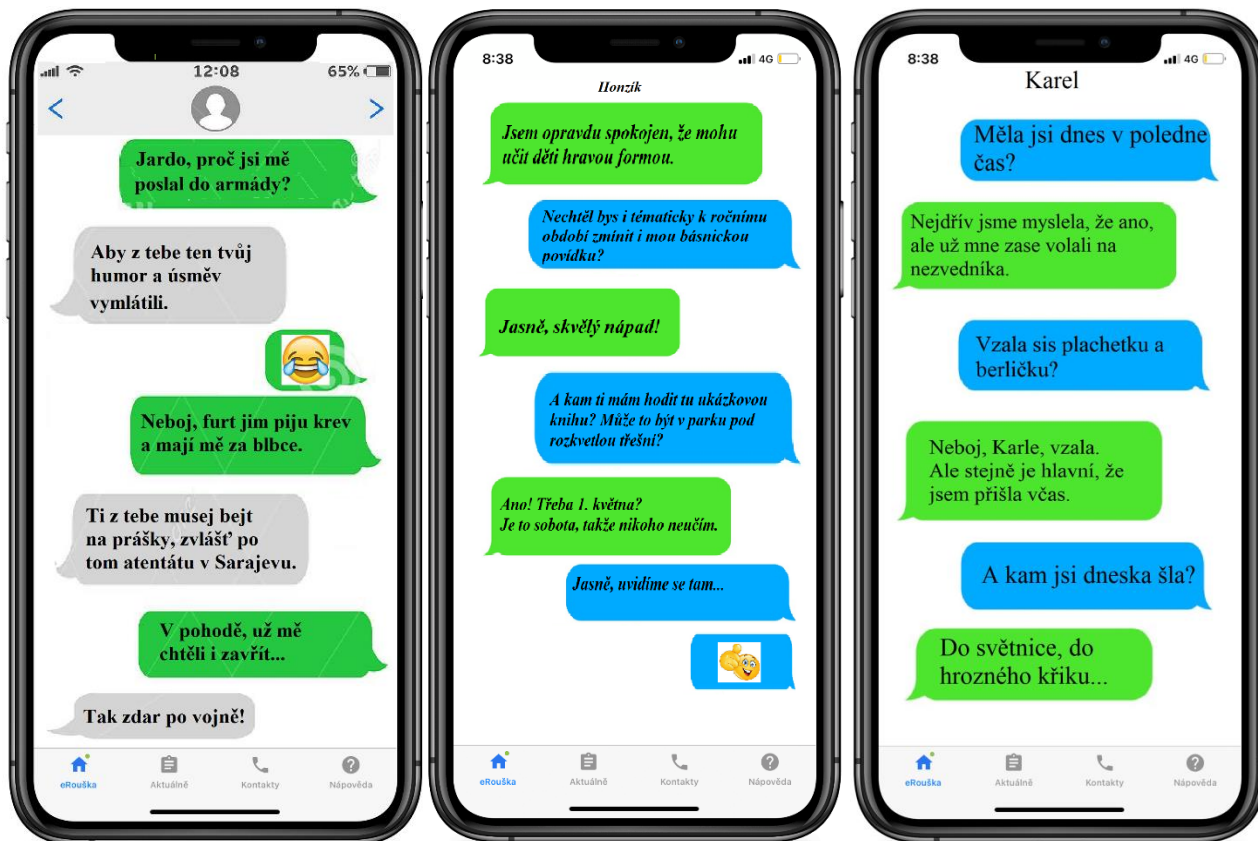 12:08
65%
Jardo, proč jsi mě
poslal do armády?
Aby z tebe ten tvůj
humor a úsměv
vymlátili.
Neboj, furt jim piju krev
a mají mě za blbce.
Ti z tebe musej bejt
na prášky, zvlášť po
tom atentátu v Sarajevu.
V pohodě, už mě
chtěli i zavřít...
Tak zdar po vojně!
eRouška
Aktuálně
Kontakty
Nápověda
8:38
4G
Honzík
Jsem opravdu spokojen, že mohu
učit děti hravou formou.
Nechtěl bys i tématicky k ročnímu
období zmínit i mou básnickou
povídku?
Jasně, skvělý nápad!
A kam ti mám hodit tu ukázkovou
knihu? Může to být v parku pod
rozkvetlou třešní?
Ano! Třeba 1. května?
Je to sobota, takže nikoho neučím.
Jasně, uvidíme se tam...
eRouška
Aktuálně
Kontakty
Nápověda
8:38
4G
Karel
Měla jsi dnes v poledne
čas?
Nejdřív jsme myslela, že ano,
ale už mne zase volali na
nezvedníka.
Vzala sis plachetku a
berličku?
Neboj, Karle, vzala.
Ale stejně je hlavní, že
jsem přišla včas.
A kam jsi dneska šla?
Do světnice, do
hrozného křiku...
eRouška
Aktuálně
Kontakty
Nápověda